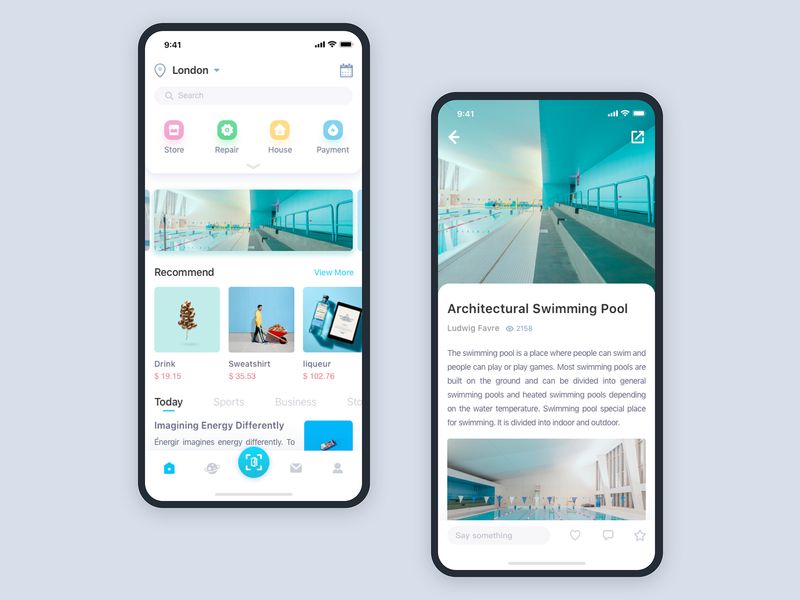 9:41
London
Search
Store Repair House Payment
Recommend View More
Drink Sweatshirt liqueur
$ 19.15 $ 35.53 $ 102.76
Today Sports Business Sto
Imagining Energy Differently
Énergir imagines energy differently. To
9:41
Architectural Swimming Pool
Ludwig Favre 2158
The swimming pool is a place where people can swim and
people can play or play games. Most swimming pools are
built on the ground and can be divided into general
swimming pools and heated swimming pools depending
on the water temperature. Swimming pool special place
for swimming. It is divided into indoor and outdoor.
Say something